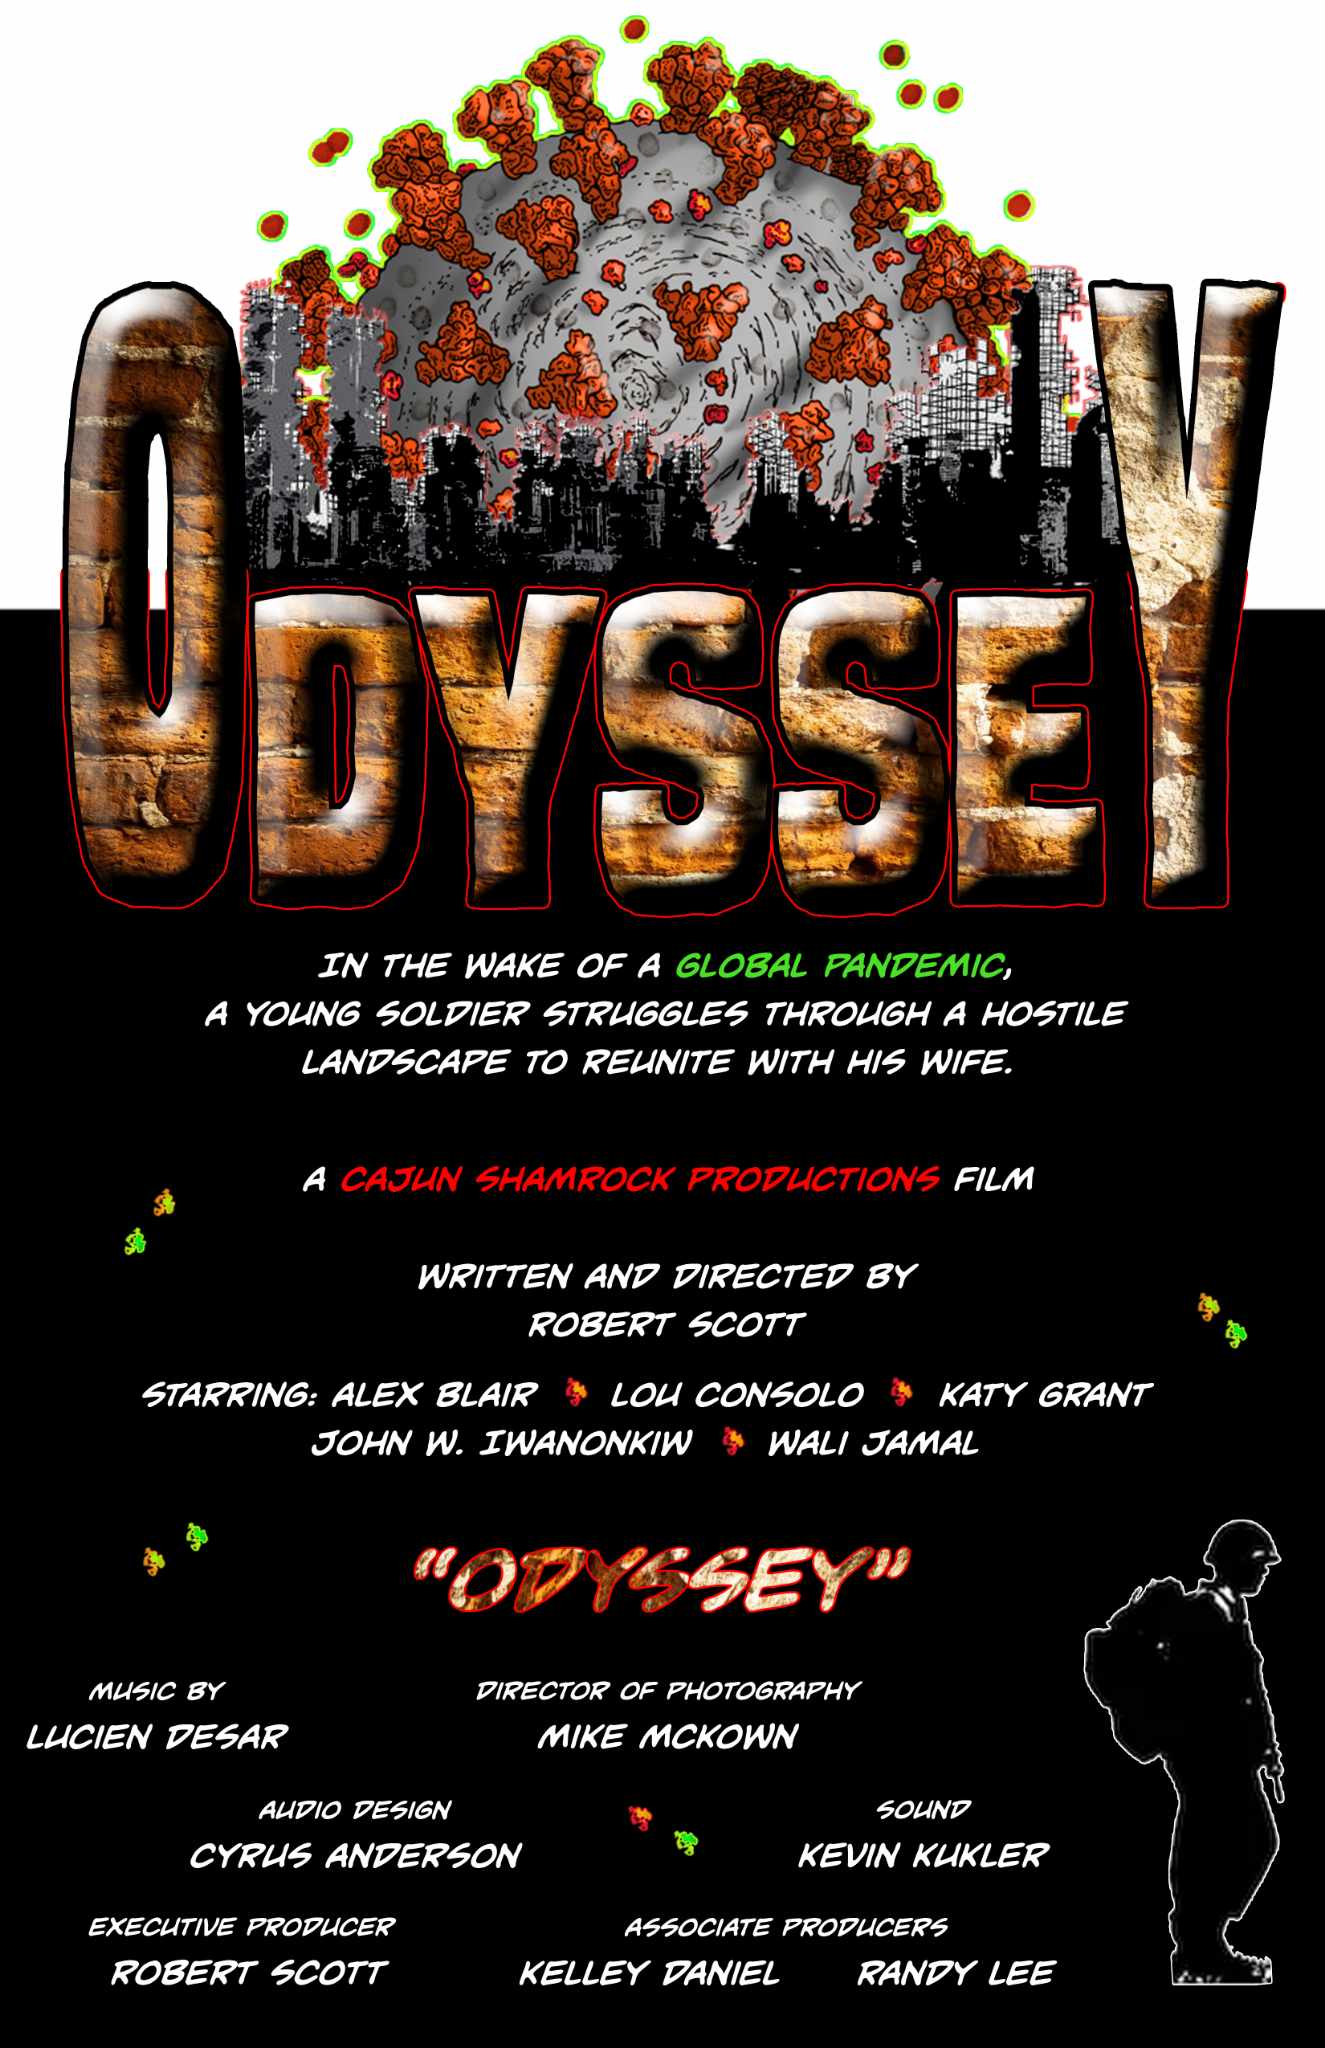 ODYSSEY
IN THE WAKE OF A GLOBAL PANDEMIC,
A YOUNG SOLDIER STRUGGLES THROUGH A HOSTILE
LANDSCAPE TO REUNITE WITH HIS WIFE.
A CAJUN SHAMROCK PRODUCTIONS FILM
WRITTEN AND DIRECTED BY
ROBERT SCOTT
STARRING: ALEX BLAIR LOU CONSOLO KATY GRANT
JOHN W. IWANONKIW WALI JAMAL
"ODYSSEY"
MUSIC BY
LUCIEN DESAR
DIRECTOR OF PHOTOGRAPHY
MIKE MCKOWN
AUDIO DESIGN
CYRUS ANDERSON
SOUND
KEVIN KUKLER
EXECUTIVE PRODUCER
ROBERT SCOTT
ASSOCIATE PRODUCERS
KELLEY DANIEL RANDY LEE